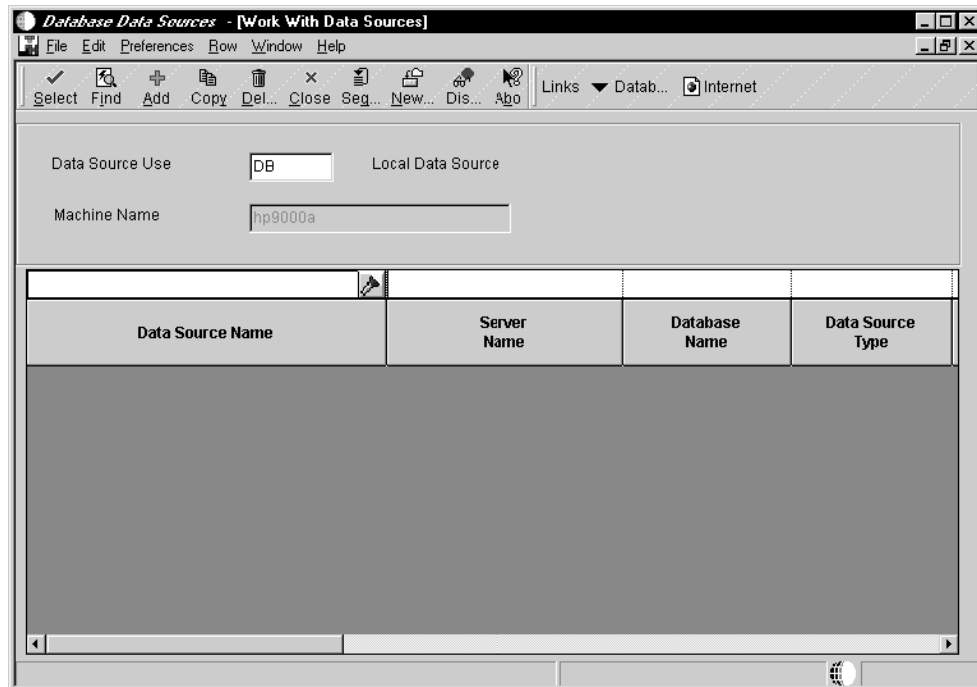 Database Data Sources - [Work With Data Sources]
File Edit Preferences Row Window Help
Select Find Add Copy Del... Close Seq... New... Dis... Abo Links Datab... Internet
Data Source Use DB Local Data Source
Machine Name hp9000a
Data Source Name Server Name Database Name Data Source Type